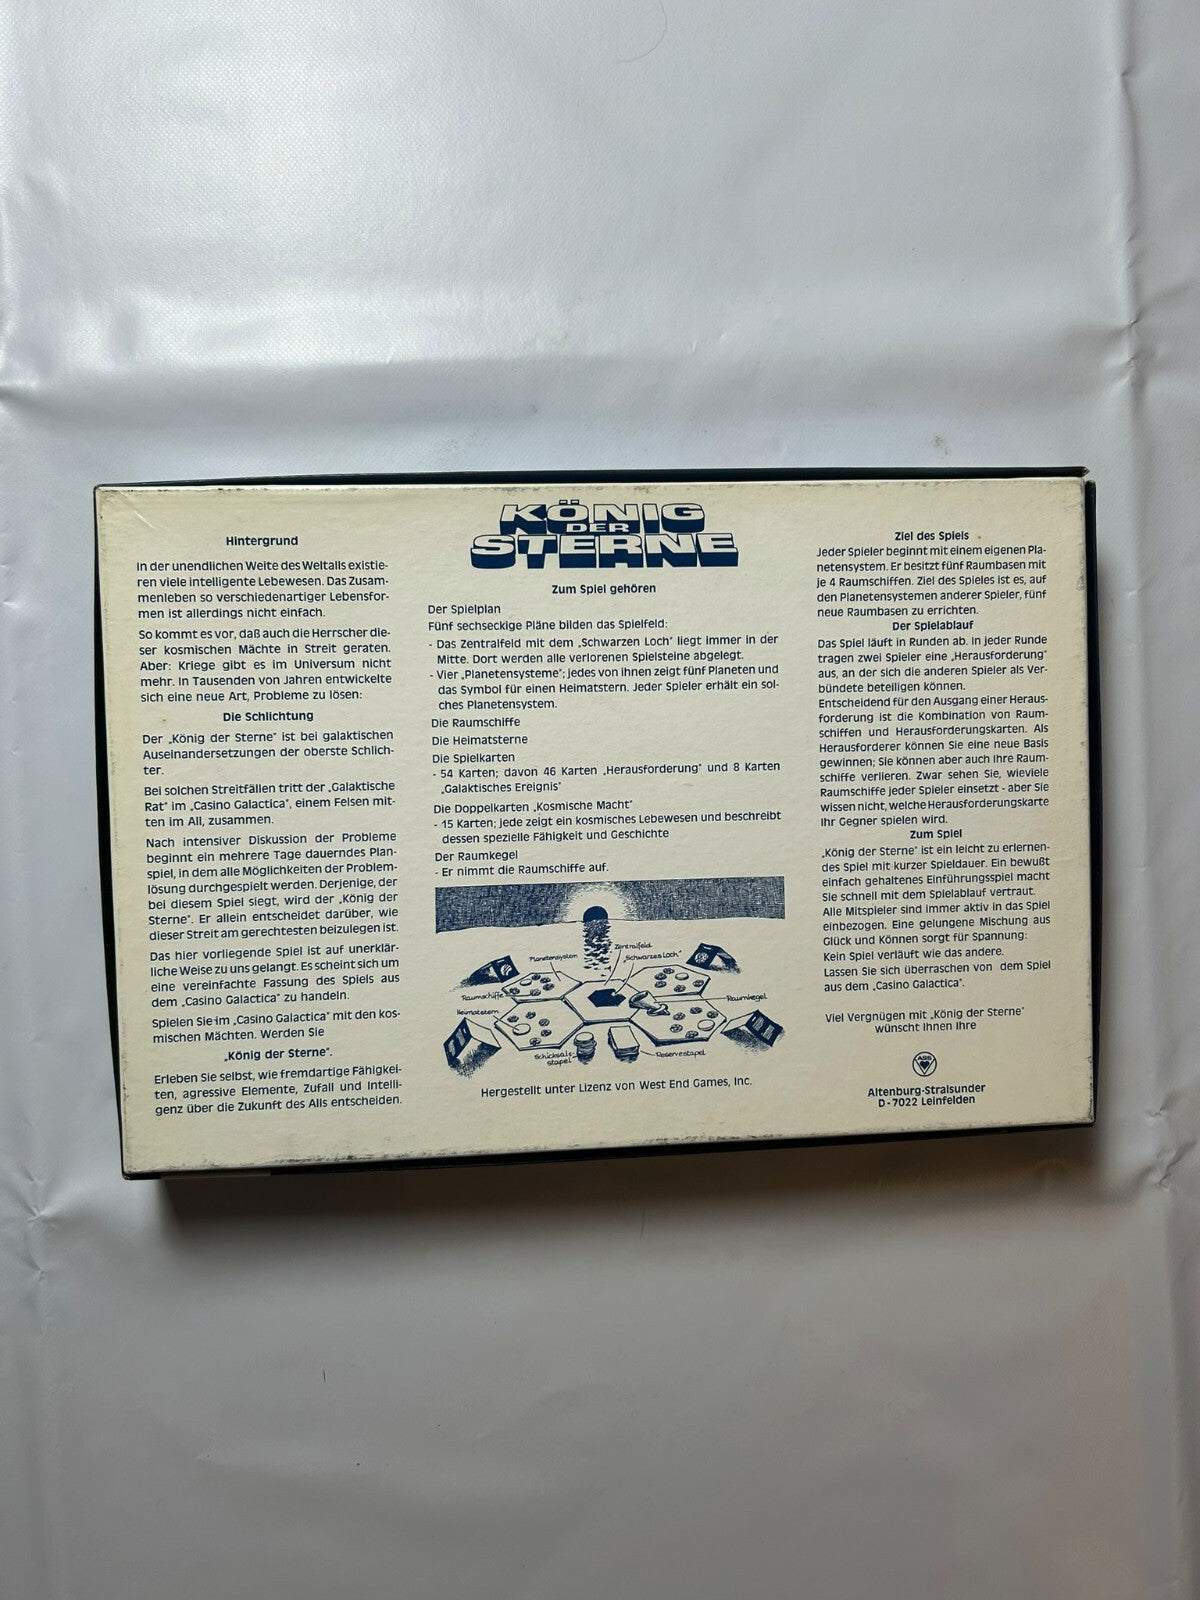 Hintergrund
In der unendlichen Weite des Weltalls existie-
ren viele intelligente Lebewesen. Das Zusam-
menleben so verschiedenartiger Lebensfor-
men ist allerdings nicht einfach.
So kommt es vor, daß auch die Herrscher die-
ser kosmischen Mächte in Streit geraten.
Aber: Kriege gibt es im Universum nicht
mehr. In Tausenden von Jahren entwickelte
sich eine neue Art, Probleme zu lösen:
Die Schlichtung
Der „König der Sterne" ist bei galaktischen
Auseinandersetzungen der oberste Schlich-
ter.
Bei solchen Streitfällen tritt der „Galaktische
Rat" im „Casino Galactica", einem Felsen mit-
ten im All, zusammen.
Nach intensiver Diskussion der Probleme
beginnt ein mehrere Tage dauerndes Plan-
spiel, in dem alle Möglichkeiten der Problem-
lösung durchgespielt werden. Derjenige, der
bei diesem Spiel siegt, wird der „König der
Sterne". Er allein entscheidet darüber, wie
dieser Streit am gerechtesten beizulegen ist.
Das hier vorliegende Spiel ist auf unerklär-
liche Weise zu uns gelangt. Es scheint sich um
eine vereinfachte Fassung des Spiels aus
dem „Casino Galactica" zu handeln.
Spielen Sie im „Casino Galactica" mit den kos-
mischen Mächten. Werden Sie
„König der Sterne".
Erleben Sie selbst, wie fremdartige Fähigkei-
ten, agressive Elemente, Zufall und Intelli-
genz über die Zukunft des Alls entscheiden.
KÖNIG
DER
STERNE
Zum Spiel gehören
Der Spielplan
Fünf sechseckige Pläne bilden das Spielfeld:
- Das Zentralfeld mit dem „Schwarzen Loch" liegt immer in der
Mitte. Dort werden alle verlorenen Spielsteine abgelegt.
- Vier „Planetensysteme"; jedes von ihnen zeigt fünf Planeten und
das Symbol für einen Heimatstern. Jeder Spieler erhält ein sol-
ches Planetensystem.
Die Raumschiffe
Die Heimatsterne
Die Spielkarten
- 54 Karten; davon 46 Karten „Herausforderung" und 8 Karten
„Galaktisches Ereignis"
Die Doppelkarten „Kosmische Macht"
- 15 Karten; jede zeigt ein kosmisches Lebewesen und beschreibt
dessen spezielle Fähigkeit und Geschichte
Der Raumkegel
- Er nimmt die Raumschiffe auf.
Zentralfeld
Planetensystem
„Schwarzes Loch"
Raumschiffe
Raumkegel
Heimatstern
Schicksals-
stapel
Reservestapel
Hergestellt unter Lizenz von West End Games, Inc.
Ziel des Spiels
Jeder Spieler beginnt mit einem eigenen Pla-
netensystem. Er besitzt fünf Raumbasen mit
je 4 Raumschiffen. Ziel des Spieles ist es, auf
den Planetensystemen anderer Spieler, fünf
neue Raumbasen zu errichten.
Der Spielablauf
Das Spiel läuft in Runden ab. In jeder Runde
tragen zwei Spieler eine „Herausforderung"
aus, an der sich die anderen Spieler als Ver-
bündete beteiligen können.
Entscheidend für den Ausgang einer Heraus-
forderung ist die Kombination von Raum-
schiffen und Herausforderungskarten. Als
Herausforderer können Sie eine neue Basis
gewinnen; Sie können aber auch Ihre Raum-
schiffe verlieren. Zwar sehen Sie, wieviele
Raumschiffe jeder Spieler einsetzt - aber Sie
wissen nicht, welche Herausforderungskarte
Ihr Gegner spielen wird.
Zum Spiel
„König der Sterne" ist ein leicht zu erlernen-
des Spiel mit kurzer Spieldauer. Ein bewußt
einfach gehaltenes Einführungsspiel macht
Sie schnell mit dem Spielablauf vertraut.
Alle Mitspieler sind immer aktiv in das Spiel
einbezogen. Eine gelungene Mischung aus
Glück und Können sorgt für Spannung:
Kein Spiel verläuft wie das andere.
Lassen Sie sich überraschen von dem Spiel
aus dem „Casino Galactica".
Viel Vergnügen mit „König der Sterne"
wünscht Ihnen Ihre
ASS
Altenburg-Stralsunder
D-7022 Leinfelden